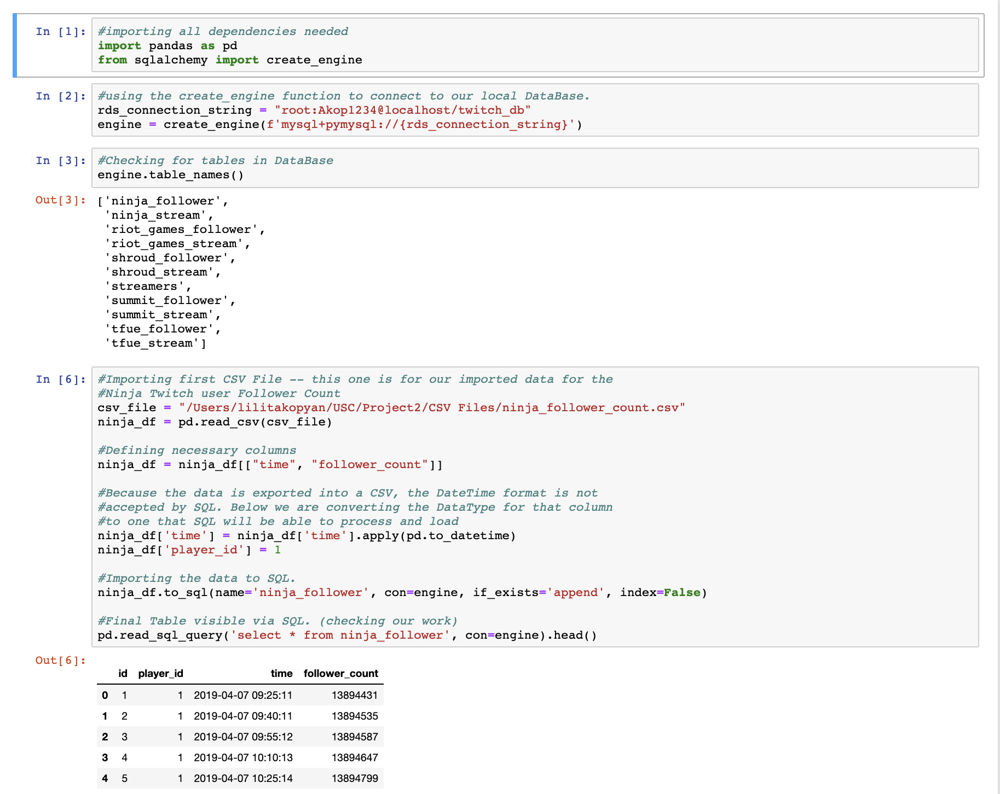 In [1]: #importing all dependencies needed
import pandas as pd
from sqlalchemy import create_engine
In [2]: #using the create_engine function to connect to our local DataBase.
rds_connection_string = "root:Akop1234@localhost/twitch_db"
engine = create_engine(f'mysql+pymysql://{rds_connection_string}')
In [3]: #Checking for tables in DataBase
engine.table_names()
Out[3]: ['ninja_follower',
'ninja_stream',
'riot_games_follower',
'riot_games_stream',
'shroud_follower',
'shroud_stream',
'streamers',
'summit_follower',
'summit_stream',
'tfue_follower',
'tfue_stream']
In [6]: #Importing first CSV File -- this one is for our imported data for the
#Ninja Twitch user Follower Count
csv_file = "/Users/lilitakopyan/USC/Project2/CSV Files/ninja_follower_count.csv"
ninja_df = pd.read_csv(csv_file)
#Defining necessary columns
ninja_df = ninja_df[["time", "follower_count"]]
#Because the data is exported into a CSV, the DateTime format is not
#accepted by SQL. Below we are converting the DataType for that column
#to one that SQL will be able to process and load
ninja_df['time'] = ninja_df['time'].apply(pd.to_datetime)
ninja_df['player_id'] = 1
#Importing the data to SQL.
ninja_df.to_sql(name='ninja_follower', con=engine, if_exists='append', index=False)
#Final Table visible via SQL. (checking our work)
pd.read_sql_query('select * from ninja_follower', con=engine).head()
Out[6]:
id player_id time follower_count
0 1 1 2019-04-07 09:25:11 13894431
1 2 1 2019-04-07 09:40:11 13894535
2 3 1 2019-04-07 09:55:12 13894587
3 4 1 2019-04-07 10:10:13 13894647
4 5 1 2019-04-07 10:25:14 13894799